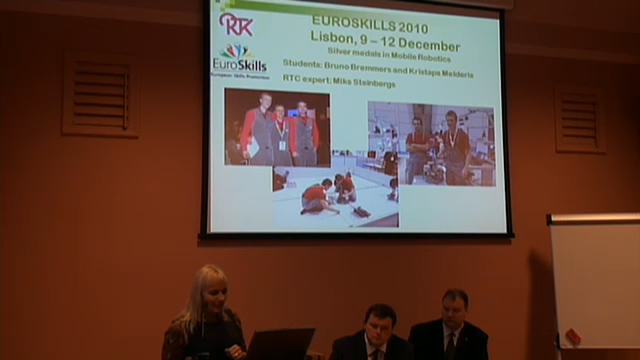 RTK
EuroSkills
European Skills Promotion
EUROSKILLS 2010
Lisbon, 9 – 12 December
Silver medals in Mobile Robotics
Students: Bruno Bremmers and Kristaps Melderis
RTC expert: Miks Steinbergs